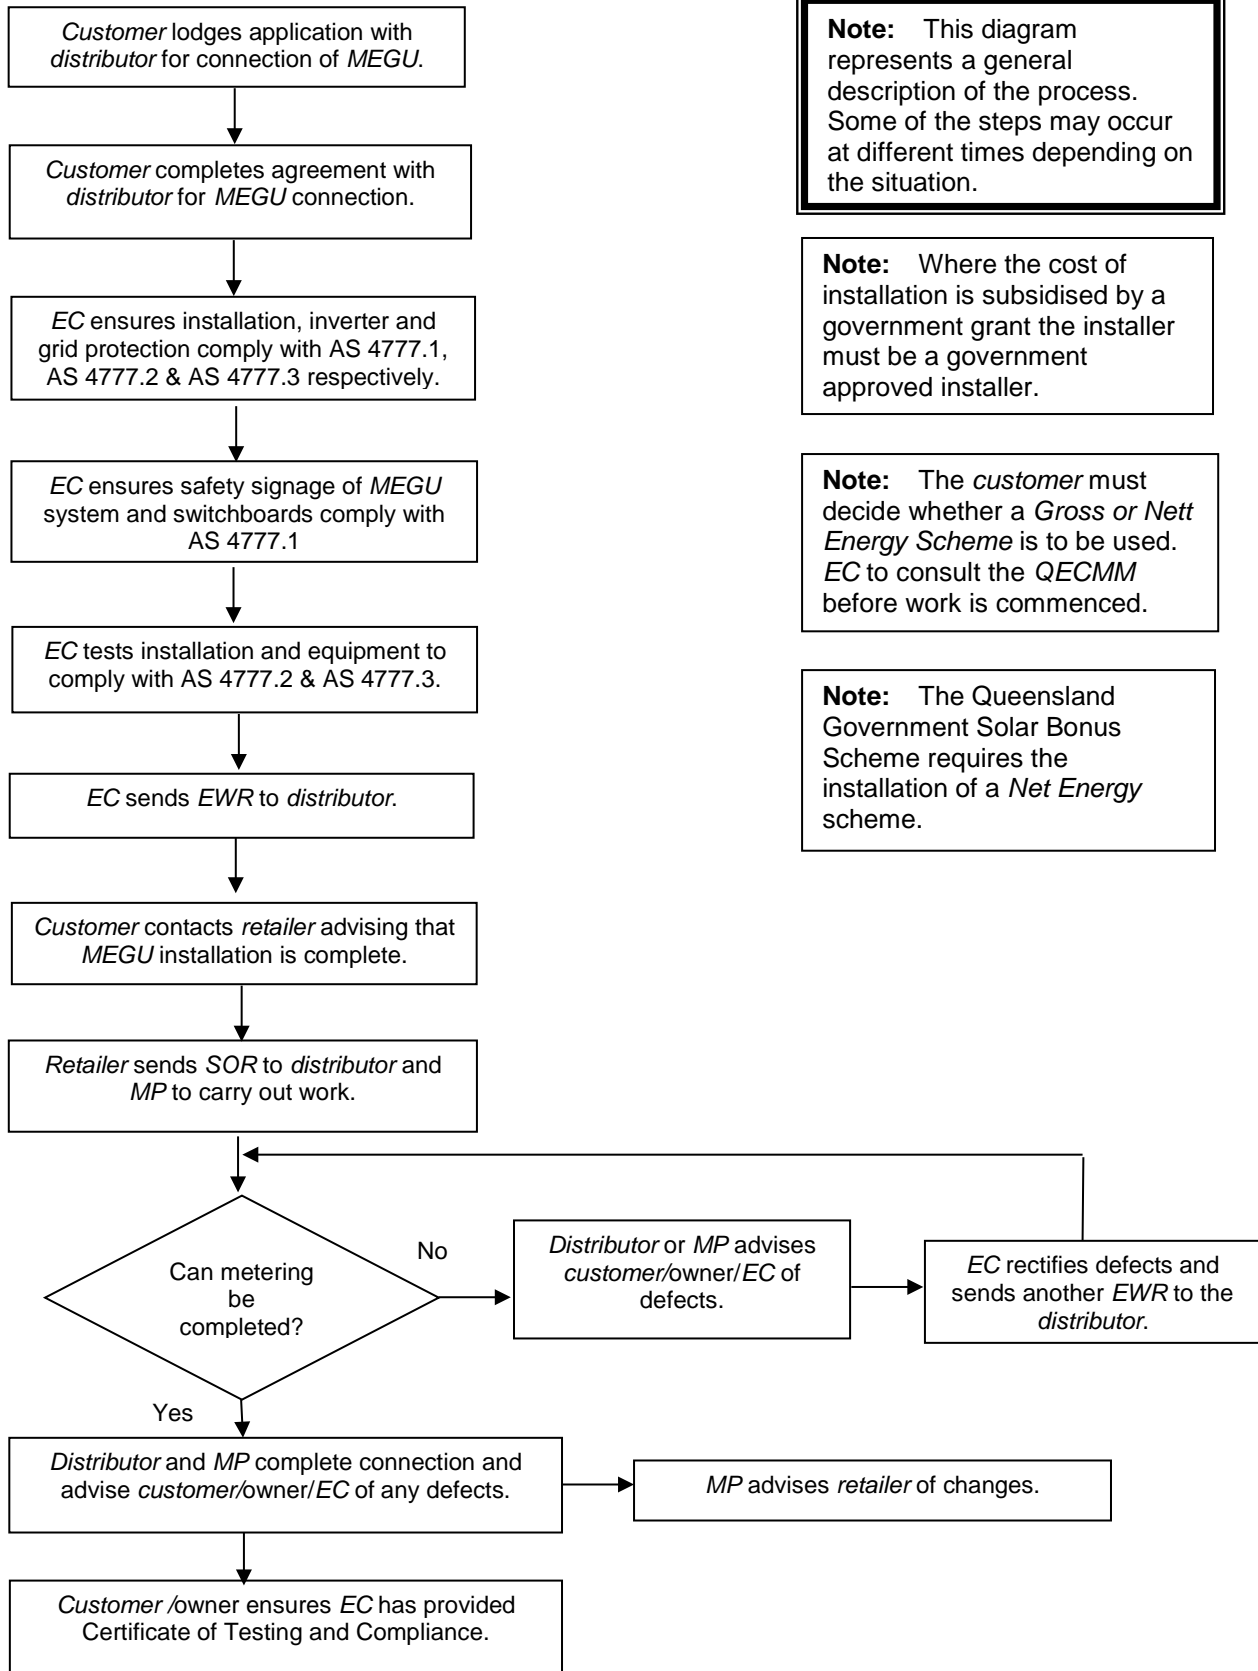 Customer lodges application with
distributor for connection of MEGU.
Customer completes agreement with
distributor for MEGU connection.
EC ensures installation, inverter and
grid protection comply with AS 4777.1,
AS 4777.2 & AS 4777.3 respectively.
EC ensures safety signage of MEGU
system and switchboards comply with
AS 4777.1
EC tests installation and equipment to
comply with AS 4777.2 & AS 4777.3.
EC sends EWR to distributor.
Customer contacts retailer advising that
MEGU installation is complete.
Retailer sends SOR to distributor and
MP to carry out work.
Can metering
be
completed?
No
Distributor or MP advises
customer/owner/EC of
defects.
EC rectifies defects and
sends another EWR to the
distributor.
Yes
Distributor and MP complete connection and
advise customer/owner/EC of any defects.
MP advises retailer of changes.
Customer /owner ensures EC has provided
Certificate of Testing and Compliance.
Note: This diagram
represents a general
description of the process.
Some of the steps may occur
at different times depending on
the situation.
Note: Where the cost of
installation is subsidised by a
government grant the installer
must be a government
approved installer.
Note: The customer must
decide whether a Gross or Nett
Energy Scheme is to be used.
EC to consult the QECMM
before work is commenced.
Note: The Queensland
Government Solar Bonus
Scheme requires the
installation of a Net Energy
scheme.